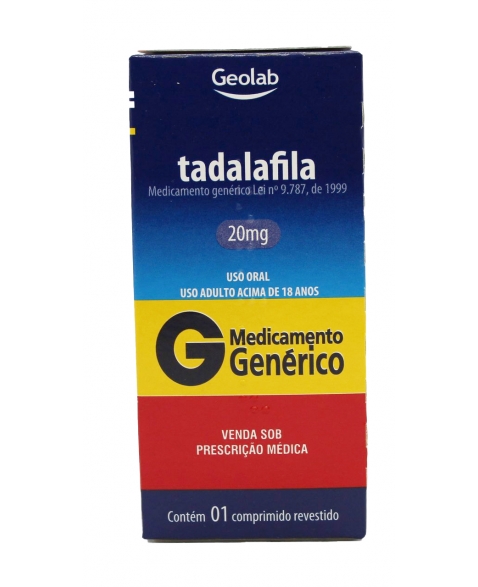 Geolab
tadalafila
Medicamento genérico Lei nº 9.787, de 1999
20mg
USO ORAL
USO ADULTO ACIMA DE 18 ANOS
G
Medicamento
Genérico
VENDA SOB
PRESCRIÇÃO MÉDICA
Contém 01 comprimido revestido